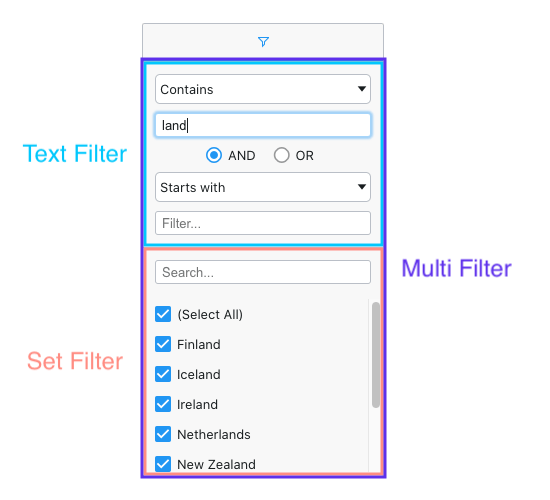 Contains
land
Text Filter
AND OR
Starts with
Filter...
Search...
Multi Filter
(Select All)
Finland
Set Filter
Iceland
Ireland
Netherlands
New Zealand